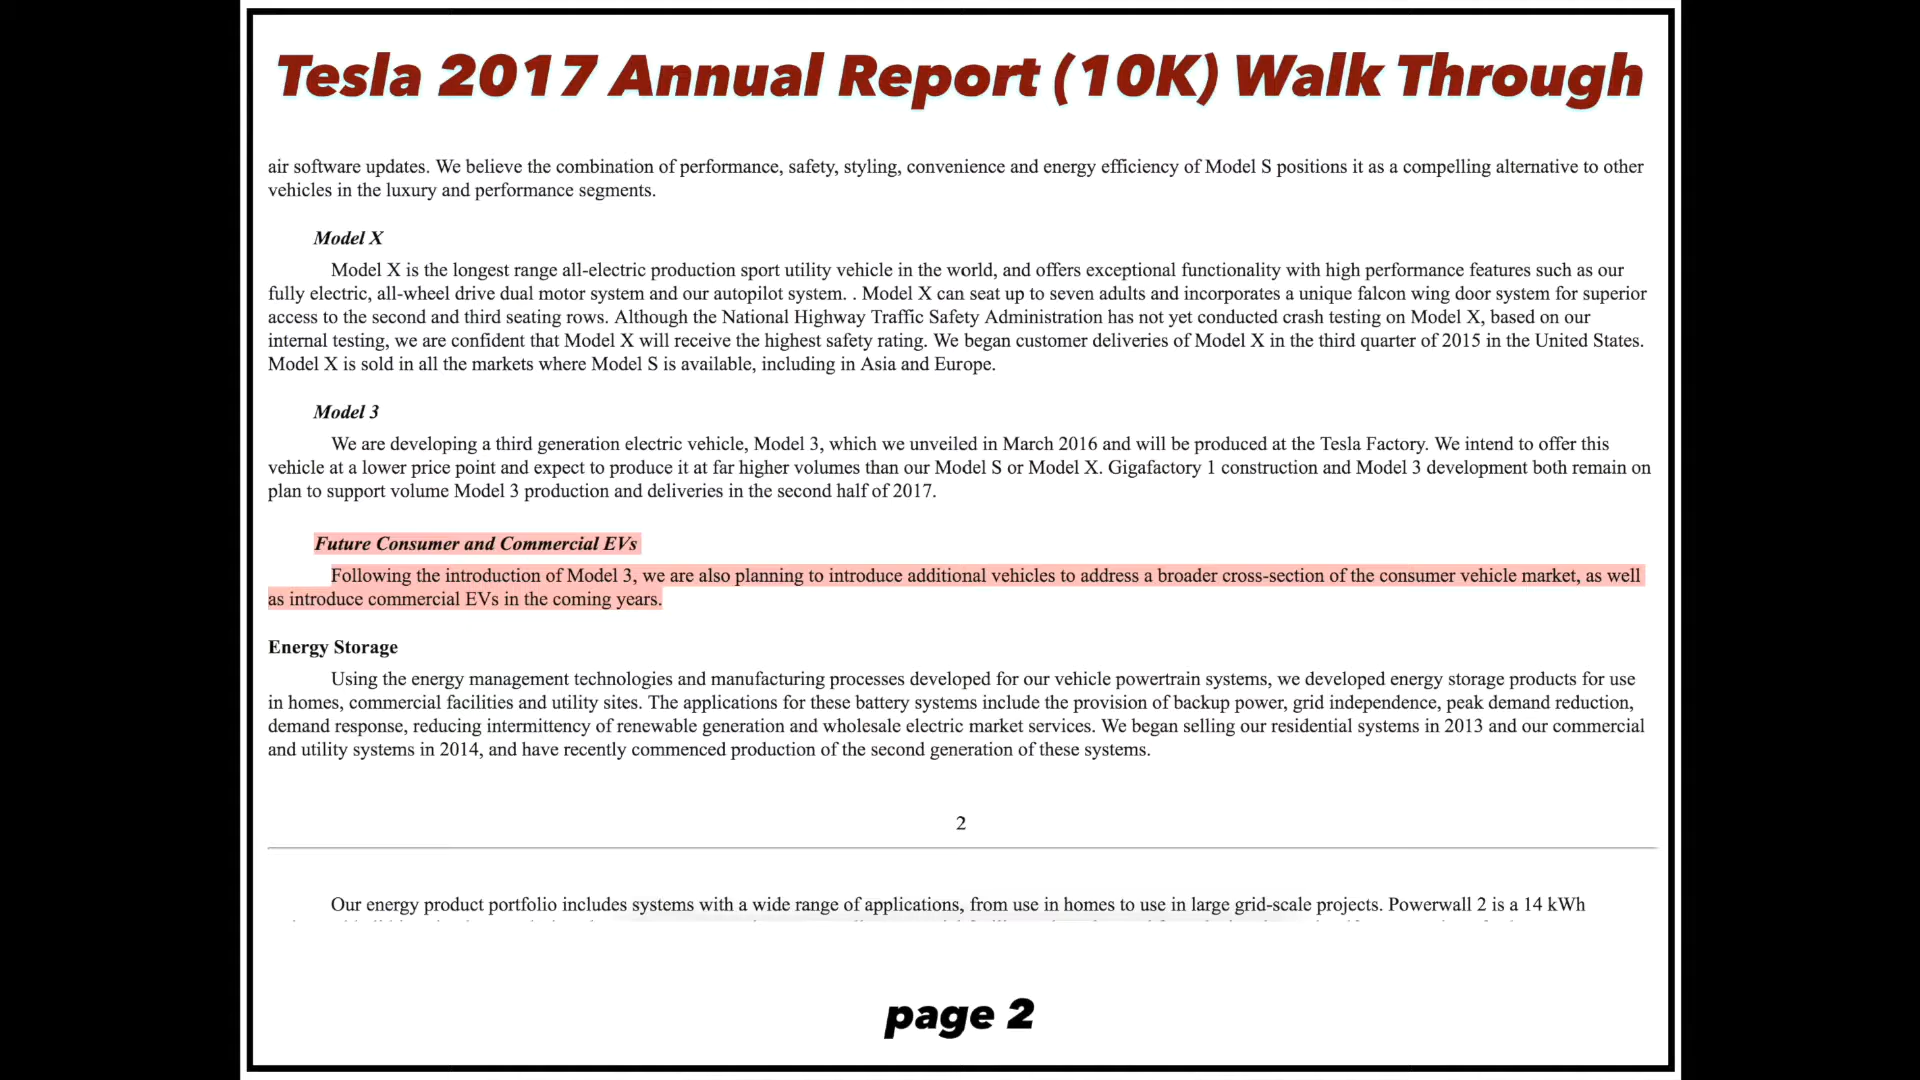 Tesla 2017 Annual Report (10K) Walk Through
air software updates. We believe the combination of performance, safety, styling, convenience and energy efficiency of Model S positions it as a compelling alternative to other
vehicles in the luxury and performance segments.
Model X
Model X is the longest range all-electric production sport utility vehicle in the world, and offers exceptional functionality with high performance features such as our
fully electric, all-wheel drive dual motor system and our autopilot system. . Model X can seat up to seven adults and incorporates a unique falcon wing door system for superior
access to the second and third seating rows. Although the National Highway Traffic Safety Administration has not yet conducted crash testing on Model X, based on our
internal testing, we are confident that Model X will receive the highest safety rating. We began customer deliveries of Model X in the third quarter of 2015 in the United States.
Model X is sold in all the markets where Model S is available, including in Asia and Europe.
Model 3
We are developing a third generation electric vehicle, Model 3, which we unveiled in March 2016 and will be produced at the Tesla Factory. We intend to offer this
vehicle at a lower price point and expect to produce it at far higher volumes than our Model S or Model X. Gigafactory 1 construction and Model 3 development both remain on
plan to support volume Model 3 production and deliveries in the second half of 2017.
Future Consumer and Commercial EVs
Following the introduction of Model 3, we are also planning to introduce additional vehicles to address a broader cross-section of the consumer vehicle market, as well
as introduce commercial EVs in the coming years.
Energy Storage
Using the energy management technologies and manufacturing processes developed for our vehicle powertrain systems, we developed energy storage products for use
in homes, commercial facilities and utility sites. The applications for these battery systems include the provision of backup power, grid independence, peak demand reduction,
demand response, reducing intermittency of renewable generation and wholesale electric market services. We began selling our residential systems in 2013 and our commercial
and utility systems in 2014, and have recently commenced production of the second generation of these systems.
2
Our energy product portfolio includes systems with a wide range of applications, from use in homes to use in large grid-scale projects. Powerwall 2 is a 14 kWh
page 2